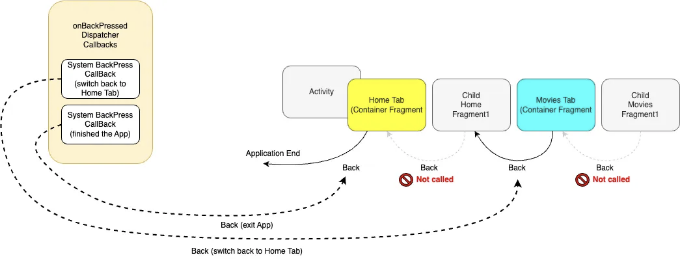 onBackPressed
Dispatcher
Callbacks
System BackPress
CallBack
(switch back to
Home Tab)
System BackPress
CallBack
(finished the App)
Activity
Home Tab
(Container Fragment
Child
Home
Fragment1
Movies Tab
(Container Fragment
Child
Movies
Fragment1
Application End
Back
Back
Not called
Back
Back
Not called
Back (exit App)
Back (switch back to Home Tab)